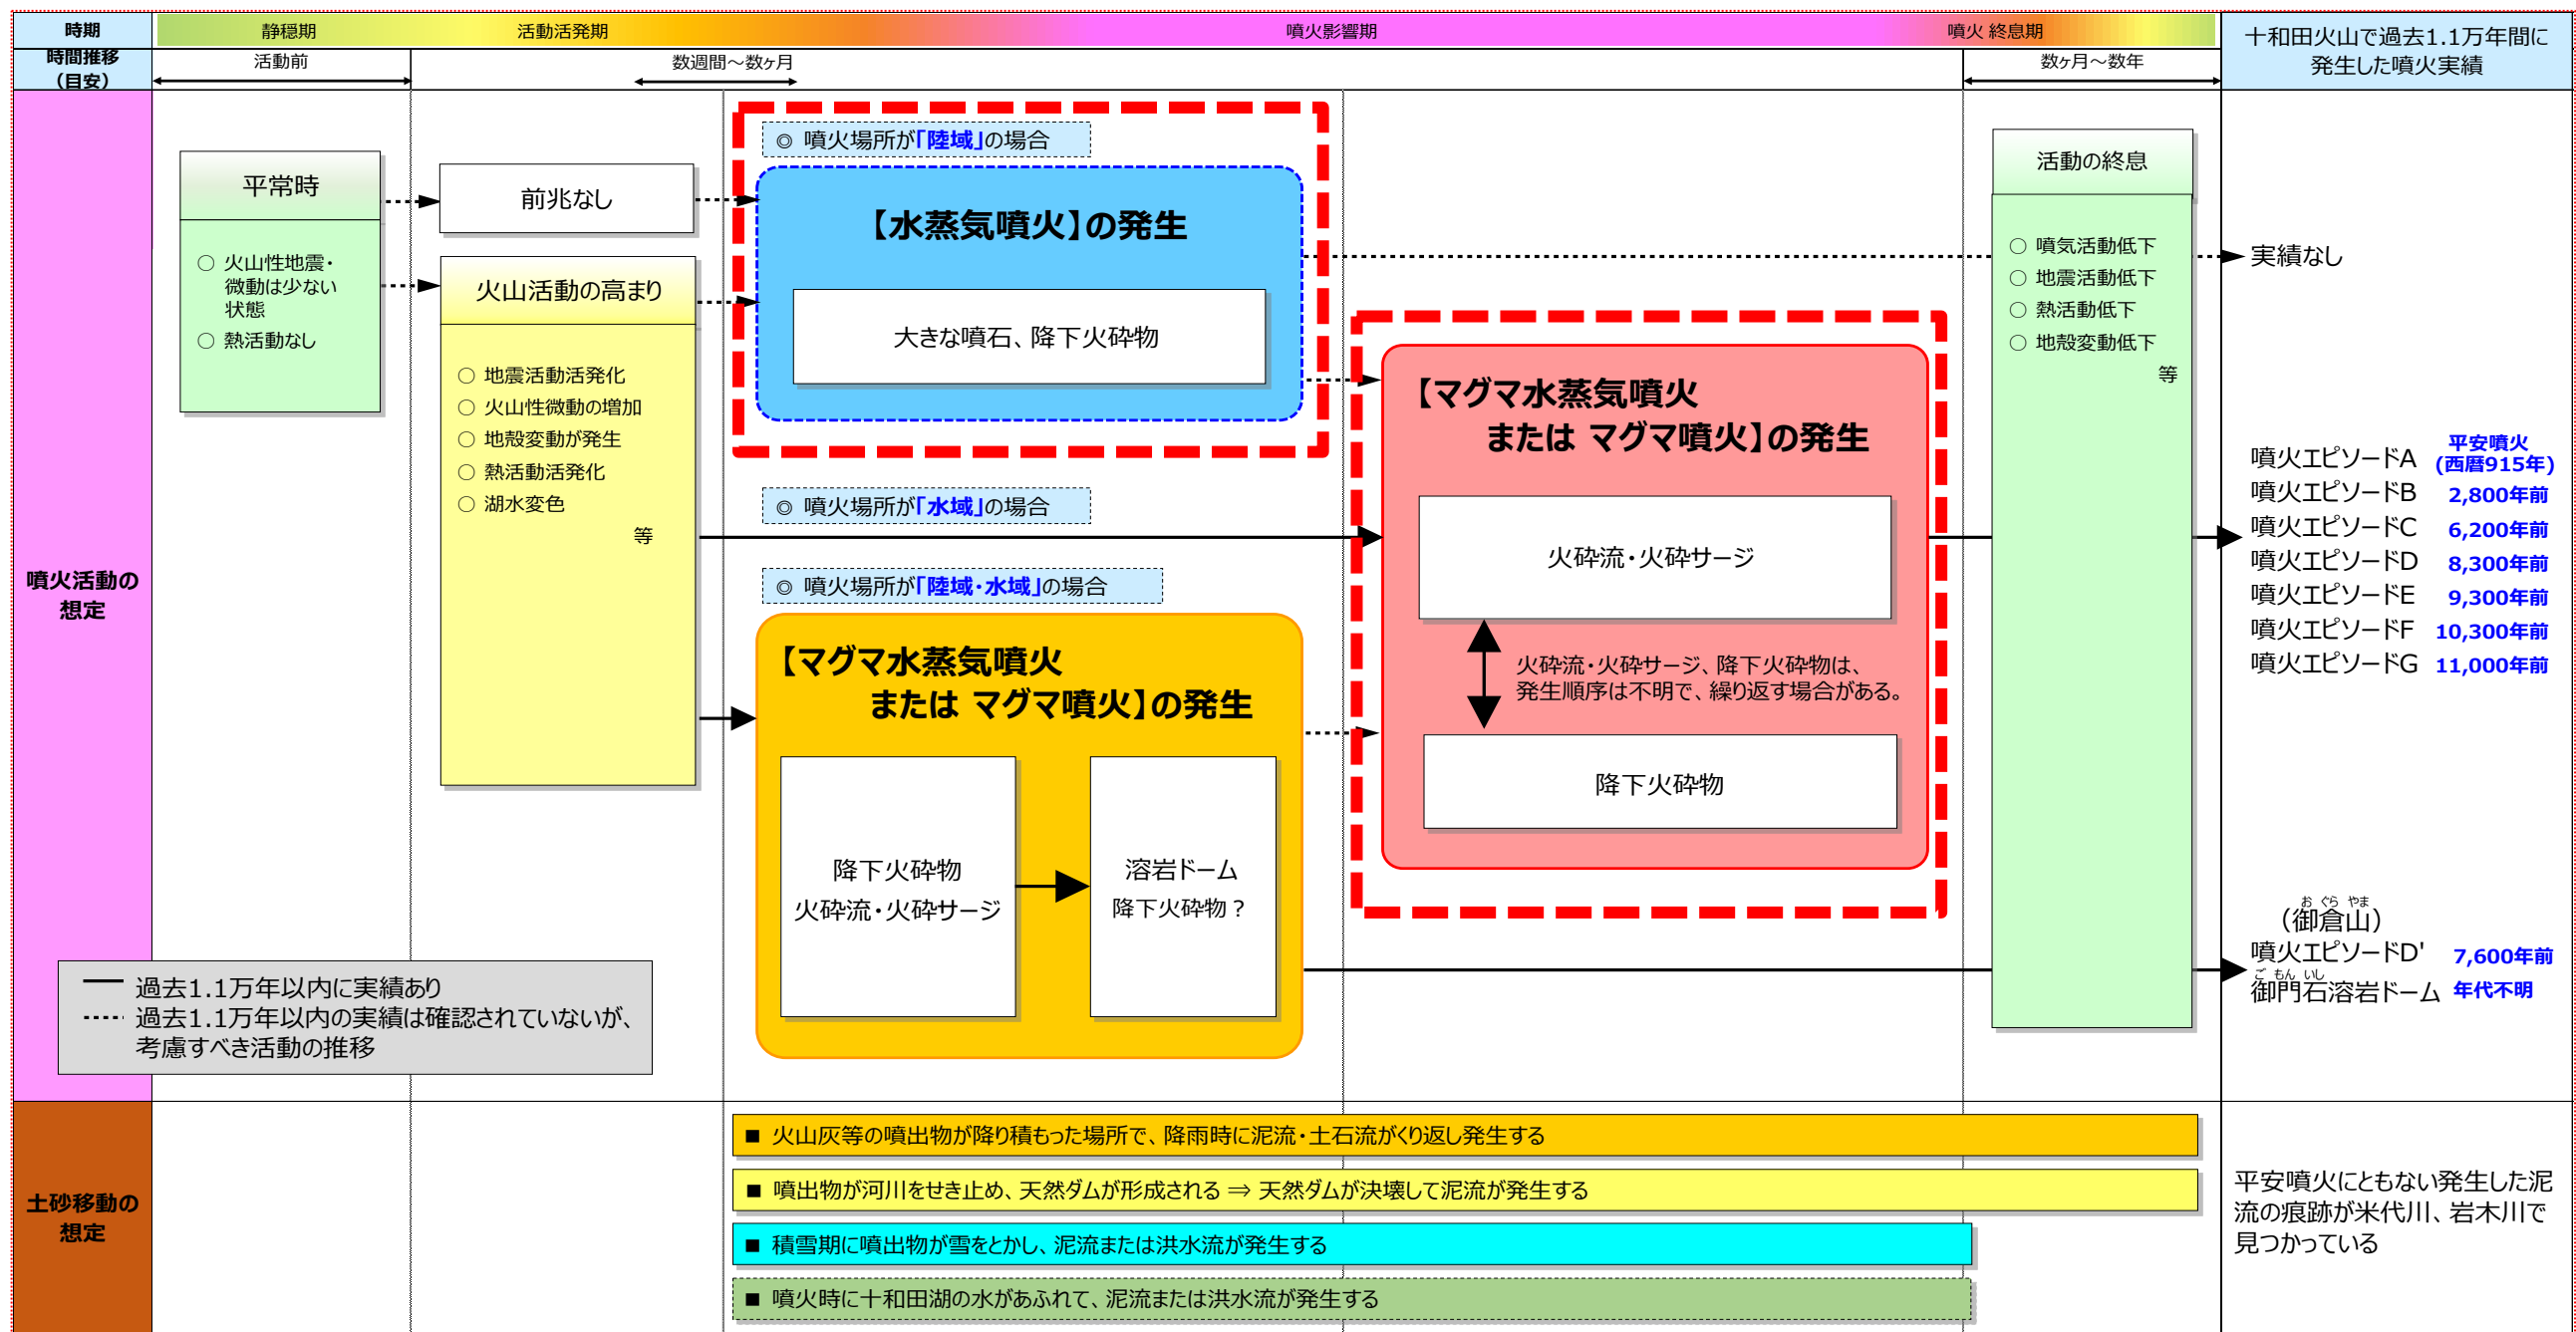 時期
静穏期
活動活発期
噴火影響期
噴火 終息期
十和田火山で過去1.1万年間に
発生した噴火実績
時間推移
（目安）
活動前
数週間～数ヶ月
数ヶ月～数年
噴火活動の
想定
平常時
○ 火山性地震・
微動は少ない
状態
○ 熱活動なし
前兆なし
火山活動の高まり
○ 地震活動活発化
○ 火山性微動の増加
○ 地殻変動が発生
○ 熱活動活発化
○ 湖水変色
等
◎ 噴火場所が「陸域」の場合
【水蒸気噴火】の発生
大きな噴石、降下火砕物
◎ 噴火場所が「水域」の場合
◎ 噴火場所が「陸域・水域」の場合
【マグマ水蒸気噴火
または マグマ噴火】の発生
降下火砕物
火砕流・火砕サージ
溶岩ドーム
降下火砕物？
【マグマ水蒸気噴火
または マグマ噴火】の発生
火砕流・火砕サージ
火砕流・火砕サージ、降下火砕物は、
発生順序は不明で、繰り返す場合がある。
降下火砕物
活動の終息
○ 噴気活動低下
○ 地震活動低下
○ 熱活動低下
○ 地殻変動低下
等
実績なし
噴火エピソードA 平安噴火
(西暦915年)
噴火エピソードB 2,800年前
噴火エピソードC 6,200年前
噴火エピソードD 8,300年前
噴火エピソードE 9,300年前
噴火エピソードF 10,300年前
噴火エピソードG 11,000年前
お ぐら やま
（御倉山）
噴火エピソードD' 7,600年前
ご もん いし
御門石溶岩ドーム 年代不明
過去1.1万年以内に実績あり
過去1.1万年以内の実績は確認されていないが、
考慮すべき活動の推移
土砂移動の
想定
■ 火山灰等の噴出物が降り積もった場所で、降雨時に泥流・土石流がくり返し発生する
■ 噴出物が河川をせき止め、天然ダムが形成される ⇒ 天然ダムが決壊して泥流が発生する
■ 積雪期に噴出物が雪をとかし、泥流または洪水流が発生する
■ 噴火時に十和田湖の水があふれて、泥流または洪水流が発生する
平安噴火にともない発生した泥
流の痕跡が米代川、岩木川で
見つかっている